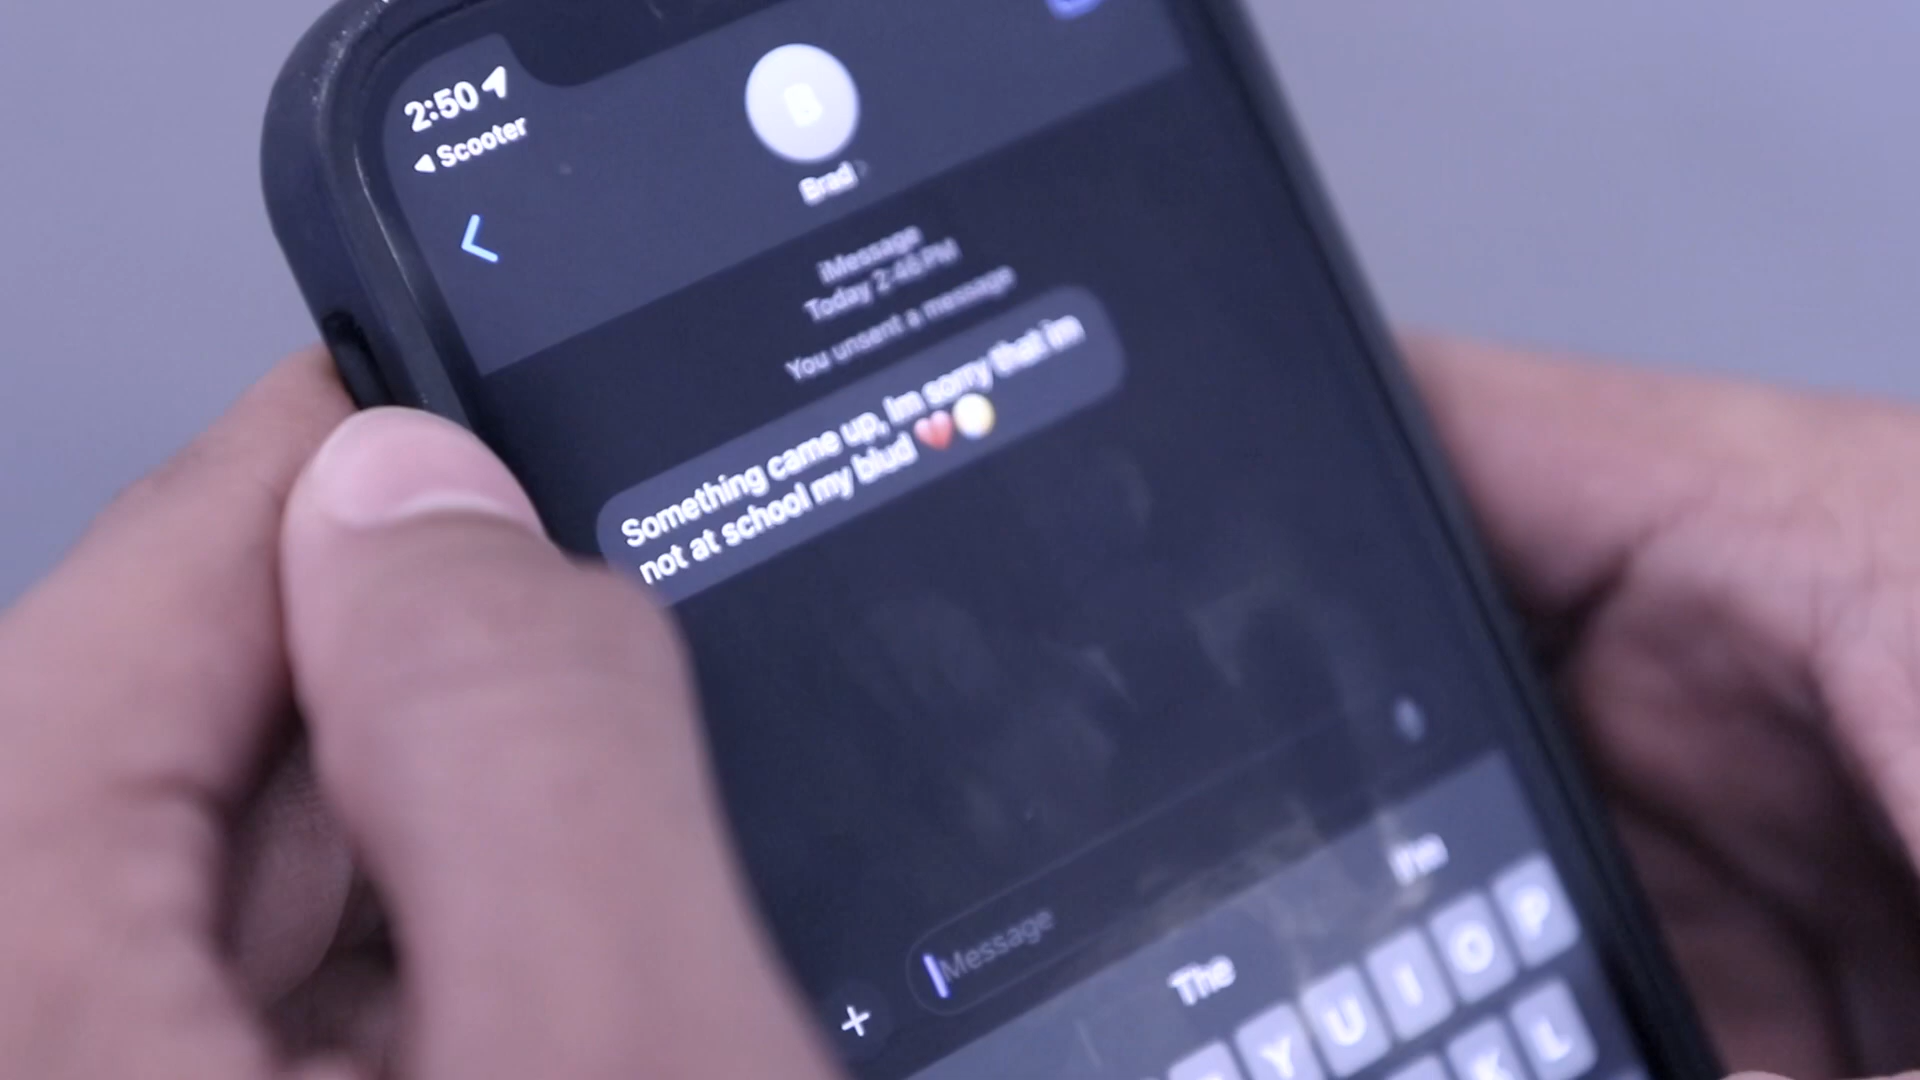 2:50
Scooter
B
Brad
iMessage
Today 2:46 PM
You unsent a message
Something came up, Im sorry that im
not at school my blud 💔
Message
The
I'm
Y U I O P
K L